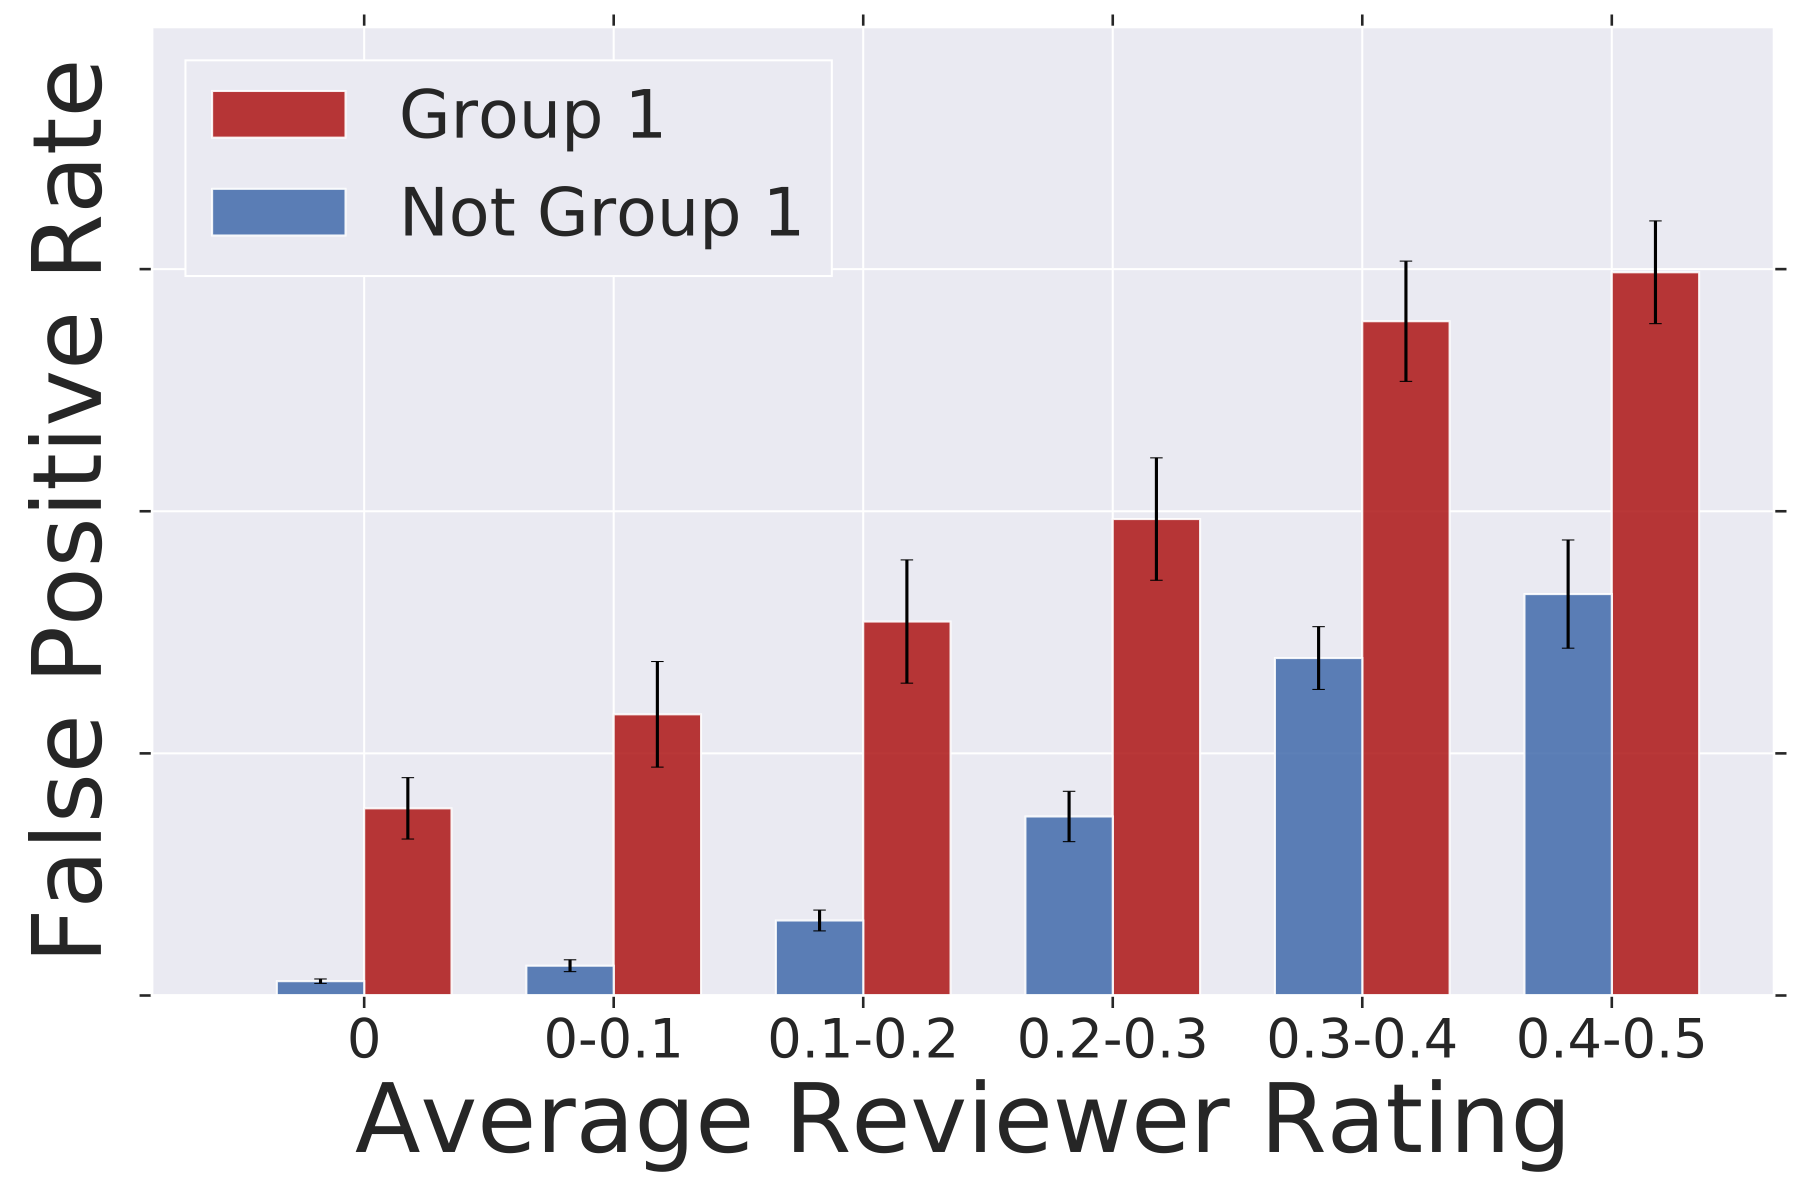 False Positive Rate
Group 1
Not Group 1
0 0-0.1 0.1-0.2 0.2-0.3 0.3-0.4 0.4-0.5
Average Reviewer Rating